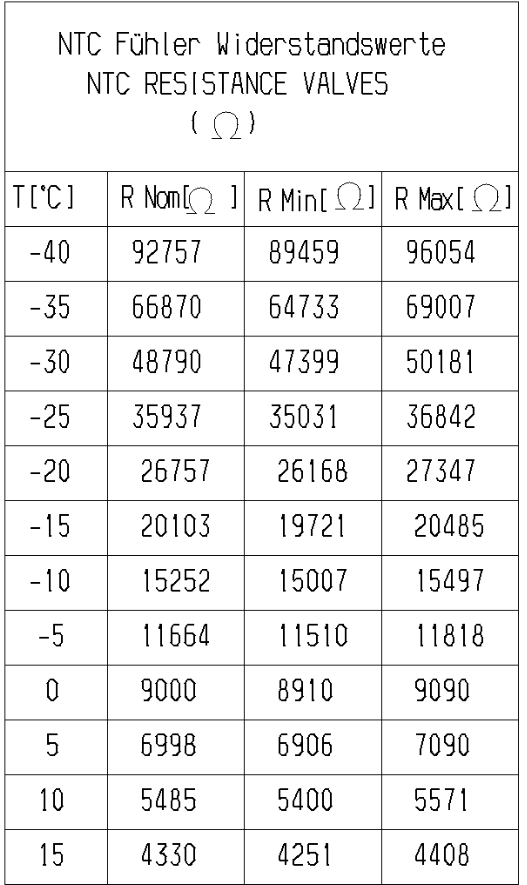 NTC Fühler Widerstandswerte
NTC RESISTANCE VALVES
(Ω)
T[°C] R Nom[Ω ] R Min[Ω] R Max[Ω]
-40 92757 89459 96054
-35 66870 64733 69007
-30 48790 47399 50181
-25 35937 35031 36842
-20 26757 26168 27347
-15 20103 19721 20485
-10 15252 15007 15497
-5 11664 11510 11818
0 9000 8910 9090
5 6998 6906 7090
10 5485 5400 5571
15 4330 4251 4408